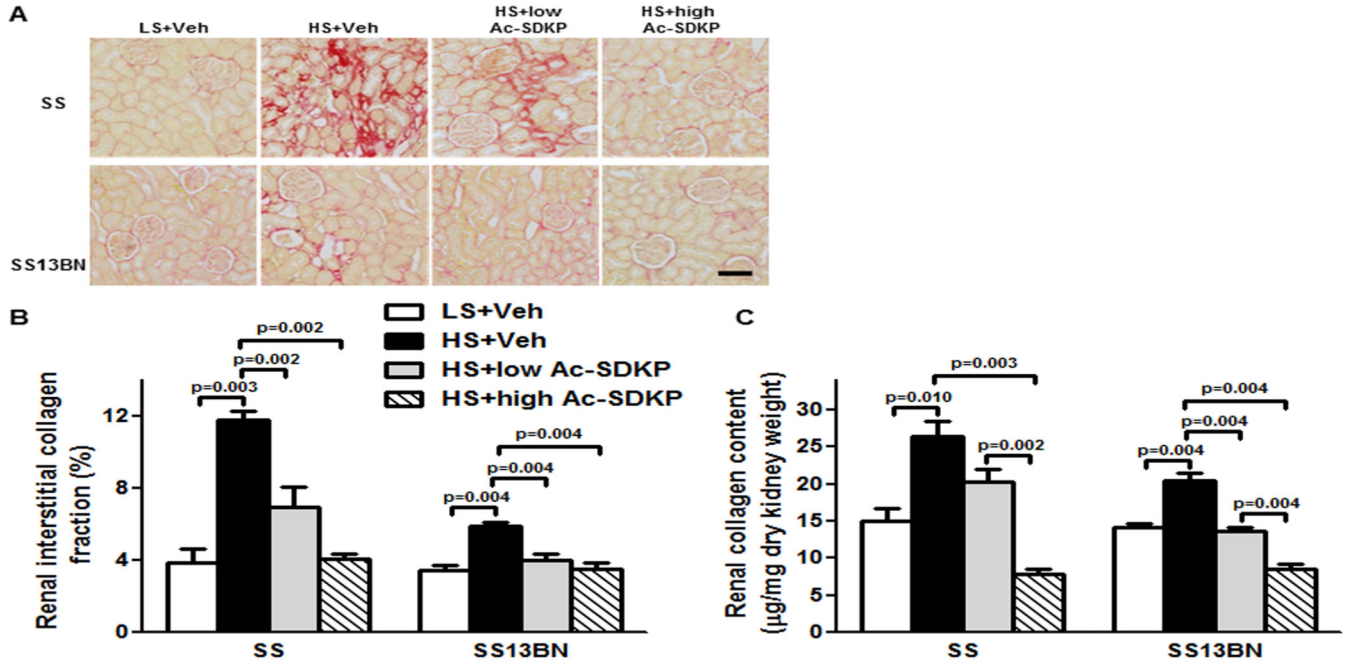 A
LS+Veh
HS+Veh
HS+low
Ac-SDKP
HS+high
Ac-SDKP
SS
SS13BN
B
LS+Veh
HS+Veh
HS+low Ac-SDKP
HS+high Ac-SDKP
Renal interstitial collagen
fraction (%)
12
8
4
0
p=0.002
p=0.002
p=0.003
p=0.004
p=0.004
p=0.004
SS
SS13BN
C
Renal collagen content
(µg/mg dry kidney weight)
30
25
20
15
10
5
0
p=0.003
p=0.010
p=0.002
p=0.004
p=0.004
p=0.004
p=0.004
SS
SS13BN